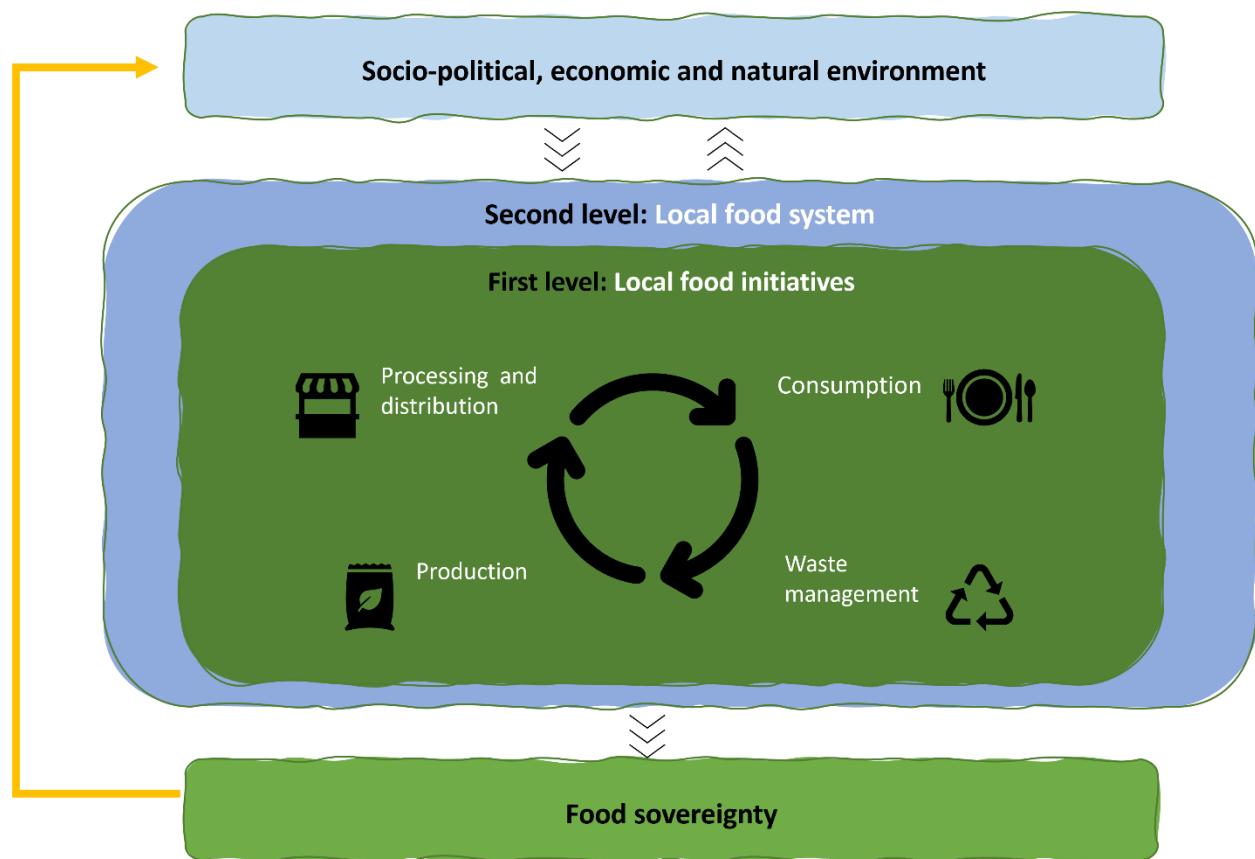 Socio-political, economic and natural environment
Second level: Local food system
First level: Local food initiatives
Processing and
distribution
Consumption
Production
Waste
management
Food sovereignty